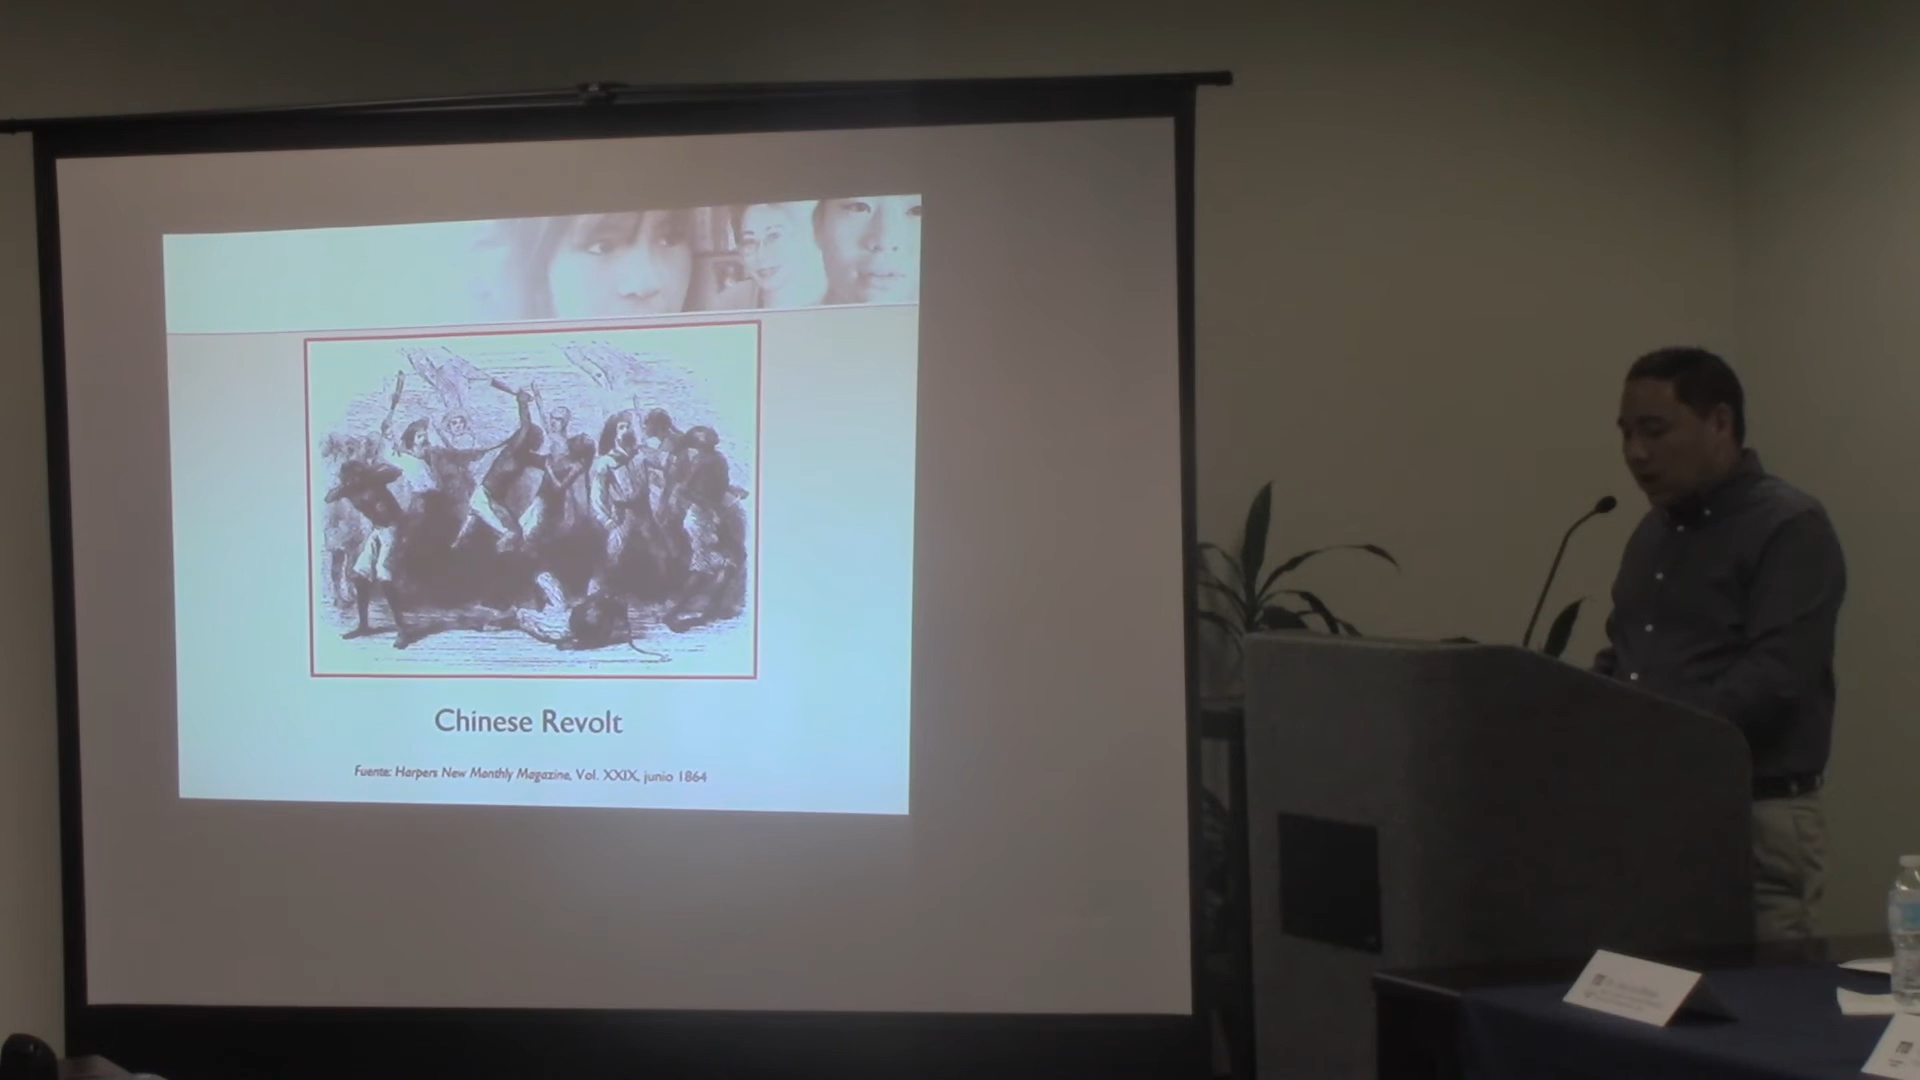 Chinese Revolt
Fuente: Harpers New Monthly Magazine, Vol. XXIX, junio 1864